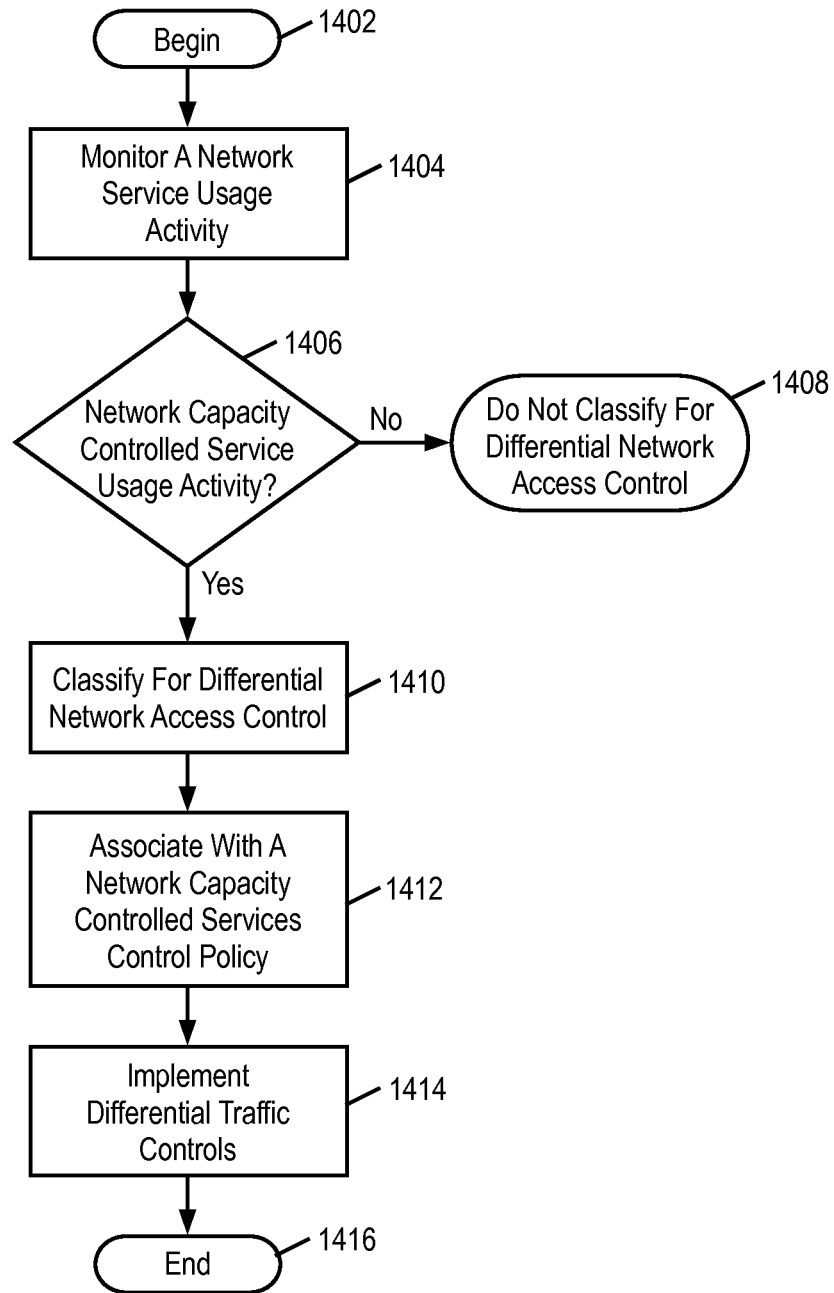 Begin
1402
Monitor A Network
Service Usage
Activity
1404
1406
Network Capacity
Controlled Service
Usage Activity?
No
Do Not Classify For
Differential Network
Access Control
1408
Yes
Classify For Differential
Network Access Control
1410
Associate With A
Network Capacity
Controlled Services
Control Policy
1412
Implement
Differential Traffic
Controls
1414
End
1416